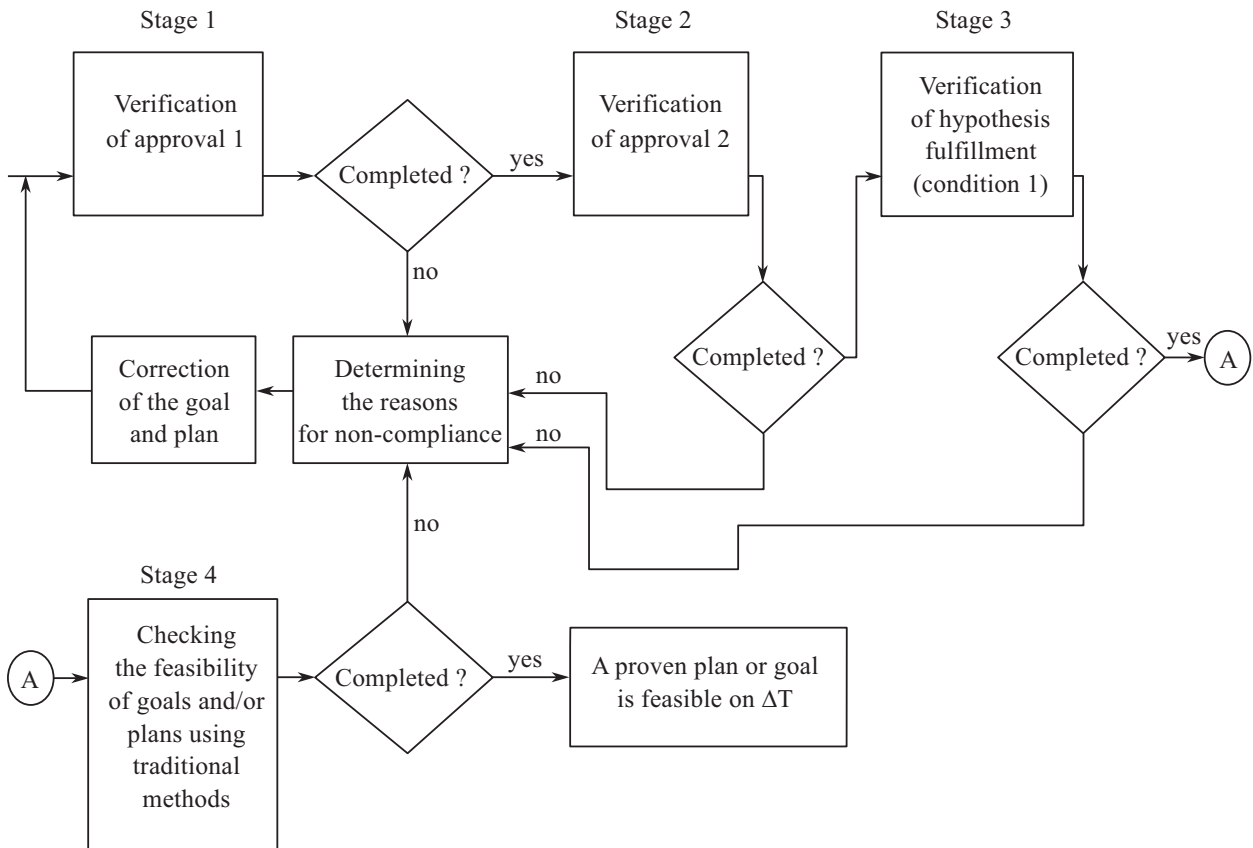 Stage 1
Stage 2
Stage 3
Verification
of approval 1
Completed ?
yes
no
Verification
of approval 2
Completed ?
Verification
of hypothesis
fulfillment
(condition 1)
Completed ?
yes
A
Correction
of the goal
and plan
Determining
the reasons
for non-compliance
no
no
no
Stage 4
A
Checking
the feasibility
of goals and/or
plans using
traditional
methods
Completed ?
yes
A proven plan or goal
is feasible on ΔT